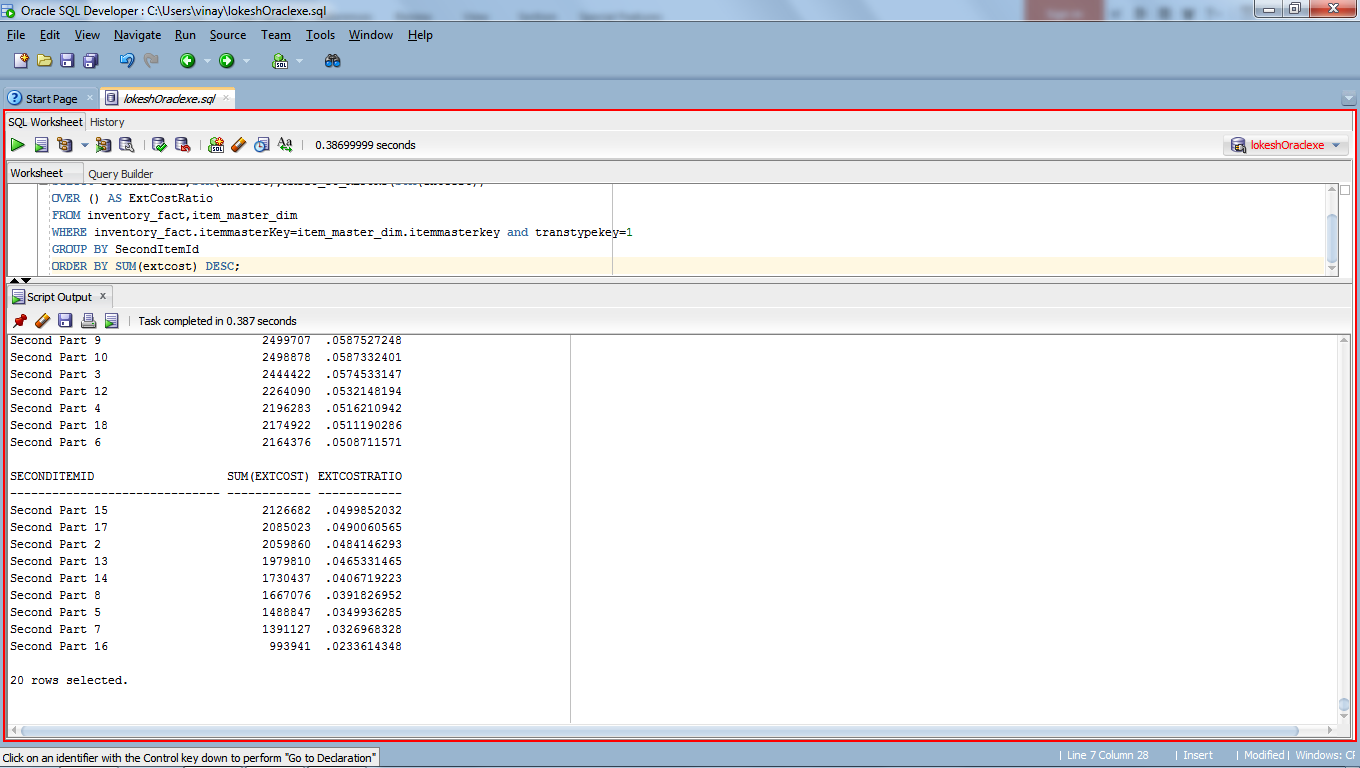 Oracle SQL Developer : C:\Users\vinay\lokeshOraclexe.sql
File Edit View Navigate Run Source Team Tools Window Help
Start Page
lokeshOraclexe.sql
SQL Worksheet History
0.38699999 seconds
lokeshOraclexe
Worksheet Query Builder
OVER () AS ExtCostRatio
FROM inventory_fact,item_master_dim
WHERE inventory_fact.itemmasterKey=item_master_dim.itemmasterkey and transtypekey=1
GROUP BY SecondItemId
ORDER BY SUM(extcost) DESC;
Script Output x
Task completed in 0.387 seconds
Second Part 9 2499707 .0587527248
Second Part 10 2498878 .0587332401
Second Part 3 2444422 .0574533147
Second Part 12 2264090 .0532148194
Second Part 4 2196283 .0516210942
Second Part 18 2174922 .0511190286
Second Part 6 2164376 .0508711571
SECONDITEMID SUM(EXTCOST) EXTCOSTRATIO
------------------------------ ------------ ------------
Second Part 15 2126682 .0499852032
Second Part 17 2085023 .0490060565
Second Part 2 2059860 .0484146293
Second Part 13 1979810 .0465331465
Second Part 14 1730437 .0406719223
Second Part 8 1667076 .0391826952
Second Part 5 1488847 .0349936285
Second Part 7 1391127 .0326968328
Second Part 16 993941 .0233614348
20 rows selected.
Click on an identifier with the Control key down to perform "Go to Declaration"
Line 7 Column 28 | Insert | Modified | Windows: CF